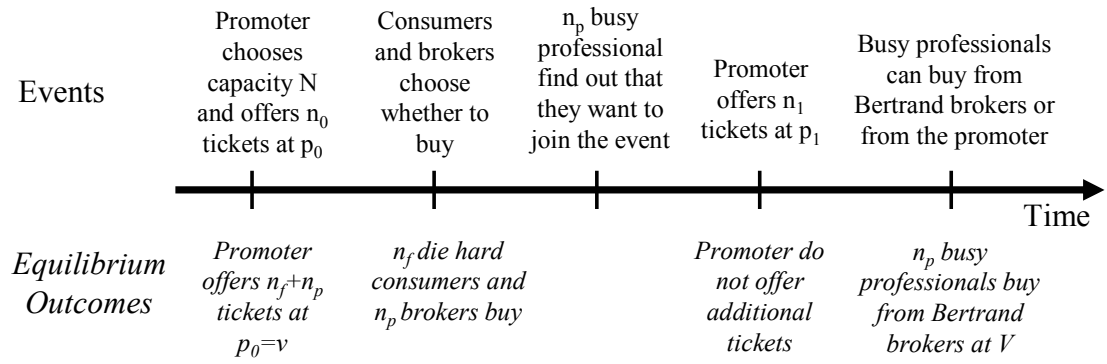 Events
Promoter
chooses
capacity N
and offers n₀
tickets at p₀
Consumers
and brokers
choose
whether to
buy
nₚ busy
professional
find out that
they want to
join the event
Promoter
offers n₁
tickets at p₁
Busy professionals
can buy from
Bertrand brokers or
from the promoter
Time
Equilibrium
Outcomes
Promoter
offers n_f+nₚ
tickets at
p₀=v
n_f die hard
consumers and
nₚ brokers buy
Promoter do
not offer
additional
tickets
nₚ busy
professionals buy
from Bertrand
brokers at V